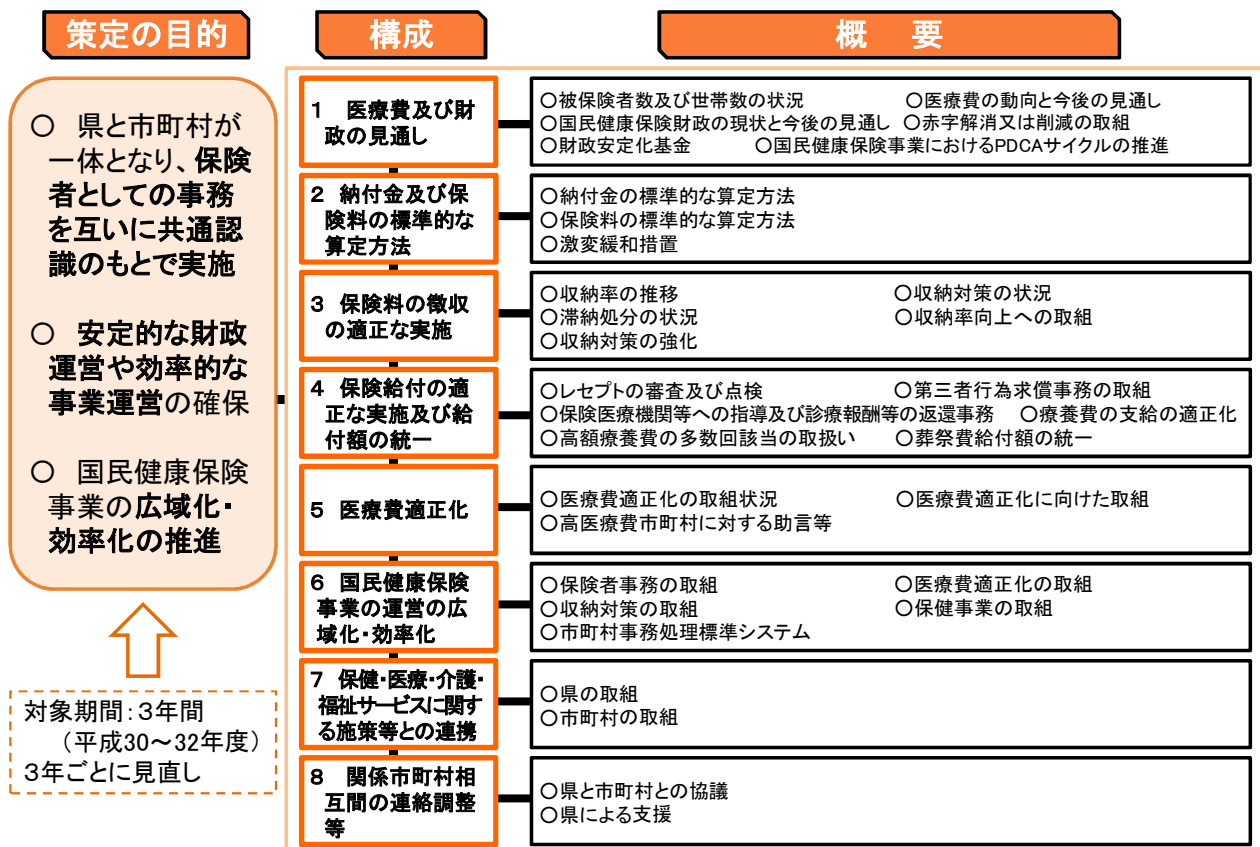 策定の目的
構成
概　要
○　県と市町村が
一体となり、保険
者としての事務
を互いに共通認
識のもとで実施
○　安定的な財政
運営や効率的な
事業運営の確保
○　国民健康保険
事業の広域化・
効率化の推進
対象期間：３年間
（平成30～32年度）
３年ごとに見直し
１　医療費及び財
政の見通し
○被保険者数及び世帯数の状況　○医療費の動向と今後の見通し
○国民健康保険財政の現状と今後の見通し　○赤字解消又は削減の取組
○財政安定化基金　○国民健康保険事業におけるPDCAサイクルの推進
２　納付金及び保
険料の標準的な
算定方法
○納付金の標準的な算定方法
○保険料の標準的な算定方法
○激変緩和措置
３　保険料の徴収
の適正な実施
○収納率の推移　○収納対策の状況
○滞納処分の状況　○収納率向上への取組
○収納対策の強化
４　保険給付の適
正な実施及び給
付額の統一
○レセプトの審査及び点検　○第三者行為求償事務の取組
○保険医療機関等への指導及び診療報酬等の返還事務　○療養費の支給の適正化
○高額療養費の多数回該当の取扱い　○葬祭費給付額の統一
５　医療費適正化
○医療費適正化の取組状況　○医療費適正化に向けた取組
○高医療費市町村に対する助言等
６　国民健康保険
事業の運営の広
域化・効率化
○保険者事務の取組　○医療費適正化の取組
○収納対策の取組　○保健事業の取組
○市町村事務処理標準システム
７　保健・医療・介護・
福祉サービスに関す
る施策等との連携
○県の取組
○市町村の取組
８　関係市町村相
互間の連絡調整
等
○県と市町村との協議
○県による支援